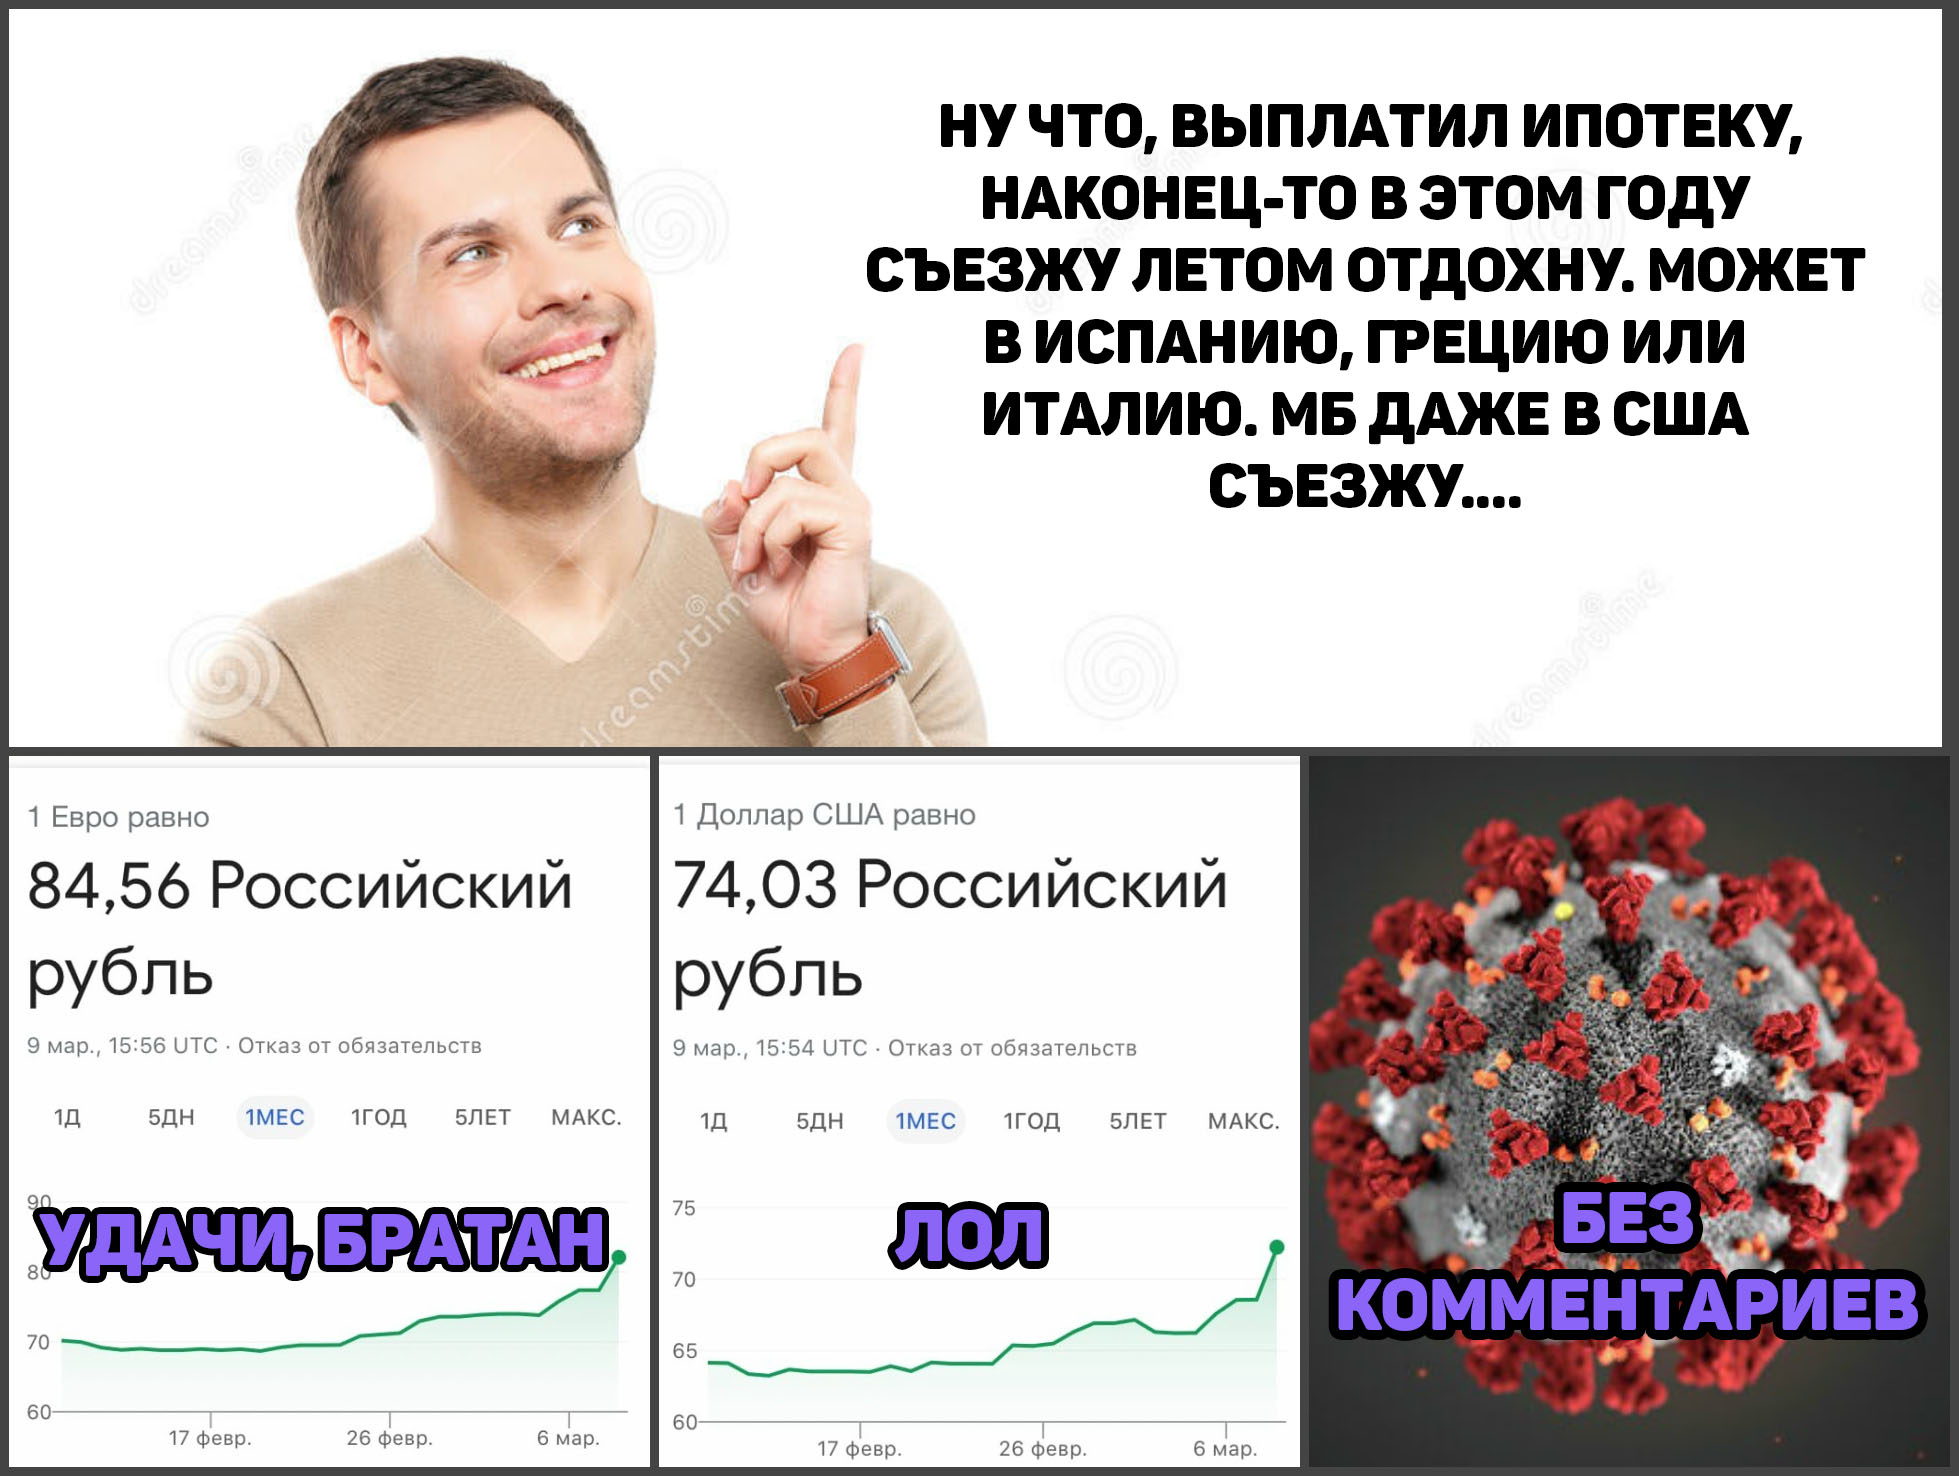 НУ ЧТО, ВЫПЛАТИЛ ИПОТЕКУ,
НАКОНЕЦ-ТО В ЭТОМ ГОДУ
СЪЕЗЖУ ЛЕТОМ ОТДОХНУ. МОЖЕТ
В ИСПАНИЮ, ГРЕЦИЮ ИЛИ
ИТАЛИЮ. МБ ДАЖЕ В США
СЪЕЗЖУ....
dreamstime
dreamstime
dreamstime
1 Евро равно
84,56 Российский
рубль
9 мар., 15:56 UTC · Отказ от обязательств
1Д 5ДН 1МЕС 1ГОД 5ЛЕТ МАКС.
90
УДАЧИ, БРАТАН
80
70
60
17 февр. 26 февр. 6 мар.
1 Доллар США равно
74,03 Российский
рубль
9 мар., 15:54 UTC · Отказ от обязательств
1Д 5ДН 1МЕС 1ГОД 5ЛЕТ МАКС.
75
ЛОЛ
70
65
60
17 февр. 26 февр. 6 мар.
БЕЗ
КОММЕНТАРИЕВ